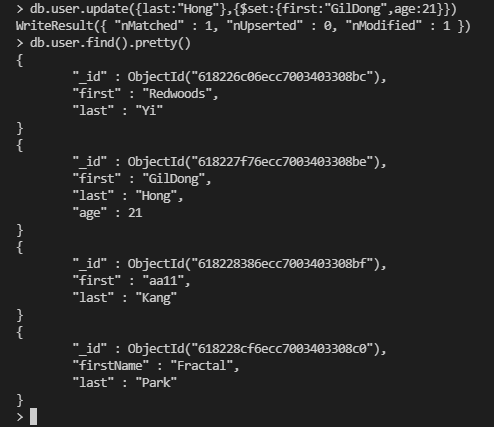 > db.user.update({last:"Hong"},{$set:{first:"GilDong",age:21}})
WriteResult({ "nMatched" : 1, "nUpserted" : 0, "nModified" : 1 })
> db.user.find().pretty()
{
        "_id" : ObjectId("618226c06ecc7003403308bc"),
        "first" : "Redwoods",
        "last" : "Yi"
}
{
        "_id" : ObjectId("618227f76ecc7003403308be"),
        "first" : "GilDong",
        "last" : "Hong",
        "age" : 21
}
{
        "_id" : ObjectId("618228386ecc7003403308bf"),
        "first" : "aa11",
        "last" : "Kang"
}
{
        "_id" : ObjectId("618228cf6ecc7003403308c0"),
        "firstName" : "Fractal",
        "last" : "Park"
}
>